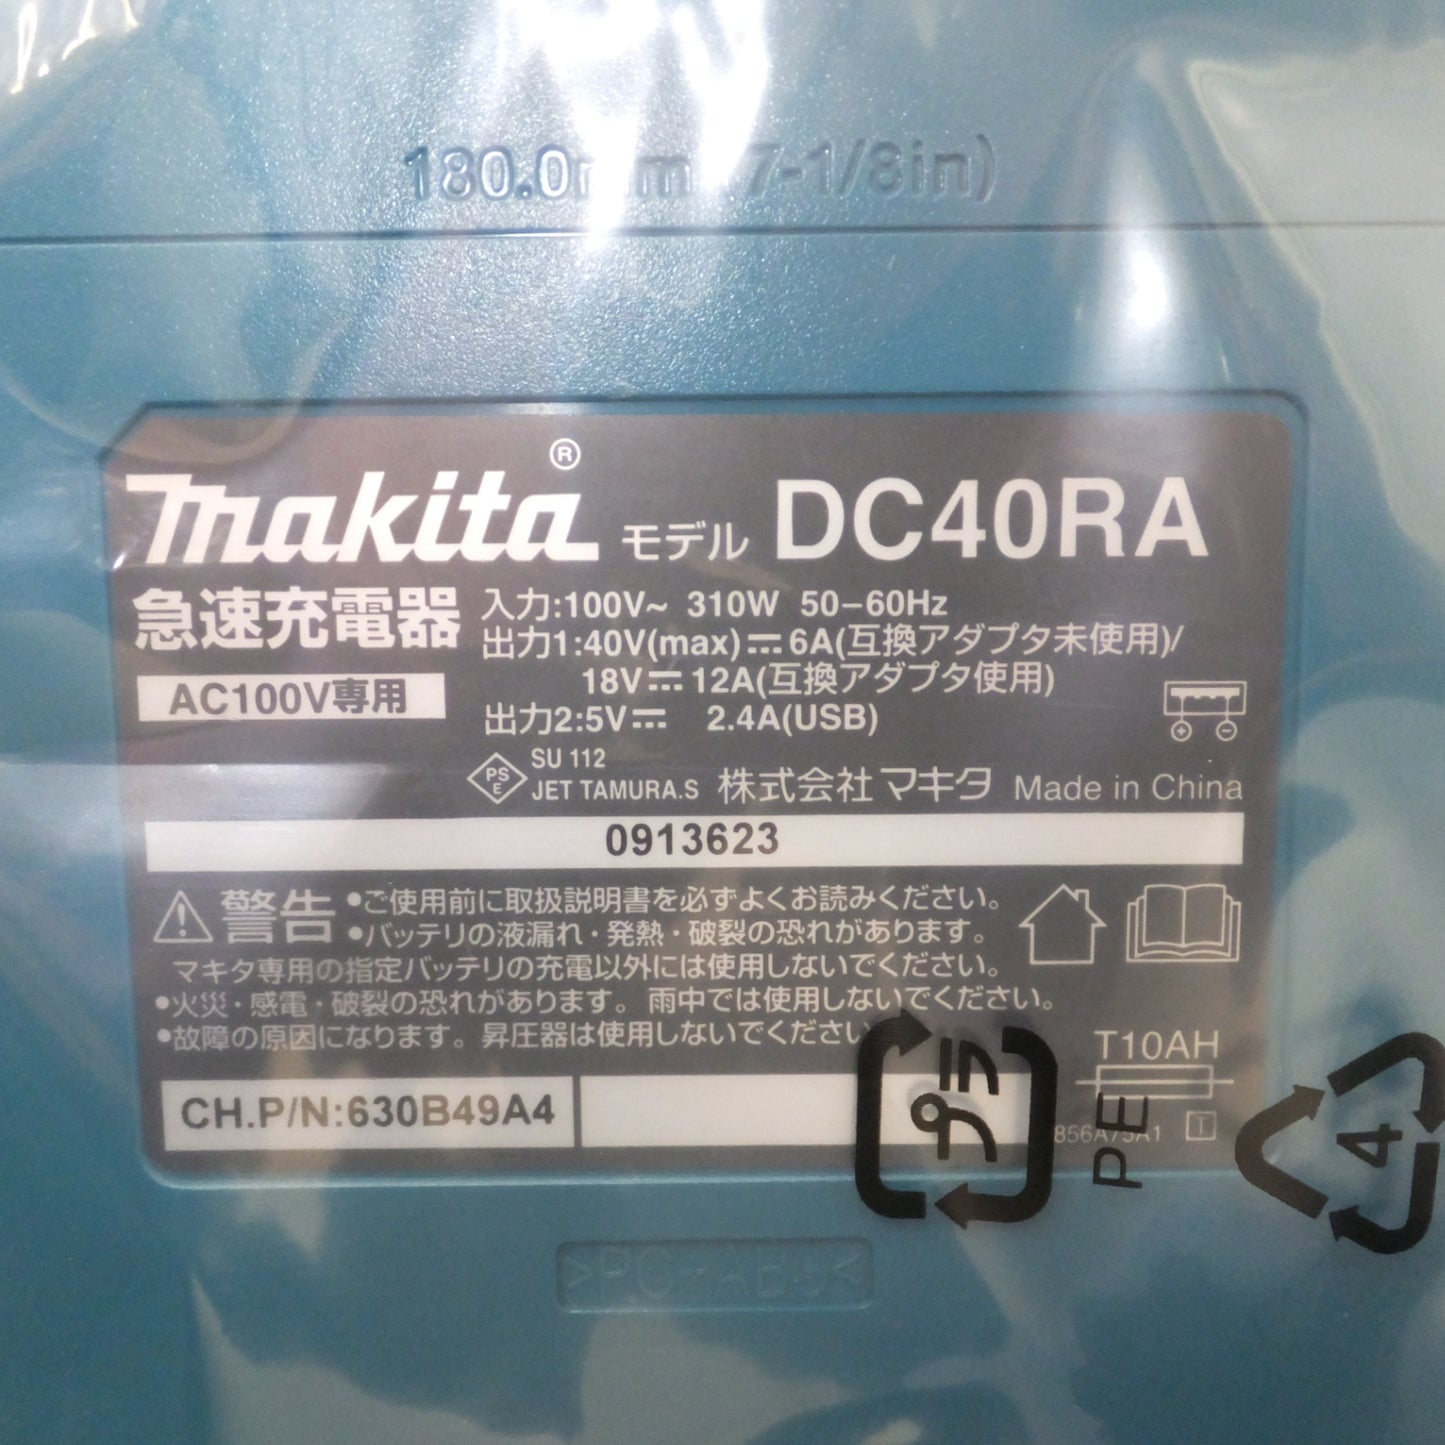 180.0mm (7-1/8in)
makita® モデル DC40RA
急速充電器
AC100V専用
入力:100V~ 310W 50–60Hz
出力1:40V(max)⎓6A(互換アダプタ未使用)/
18V⎓12A(互換アダプタ使用)
出力2:5V⎓ 2.4A(USB)
PSE
SU 112
JET TAMURA.S 株式会社マキタ Made in China
0913623
警告 •ご使用前に取扱説明書を必ずよくお読みください。
•バッテリの液漏れ・発熱・破裂の恐れがあります。
マキタ専用の指定バッテリの充電以外には使用しないでください。
•火災・感電・破裂の恐れがあります。雨中では使用しないでください。
•故障の原因になります。昇圧器は使用しないでください
T10AH
CH.P/N:630B49A4
856A75A1 T
プラ
PE
4
>PC+ABS<